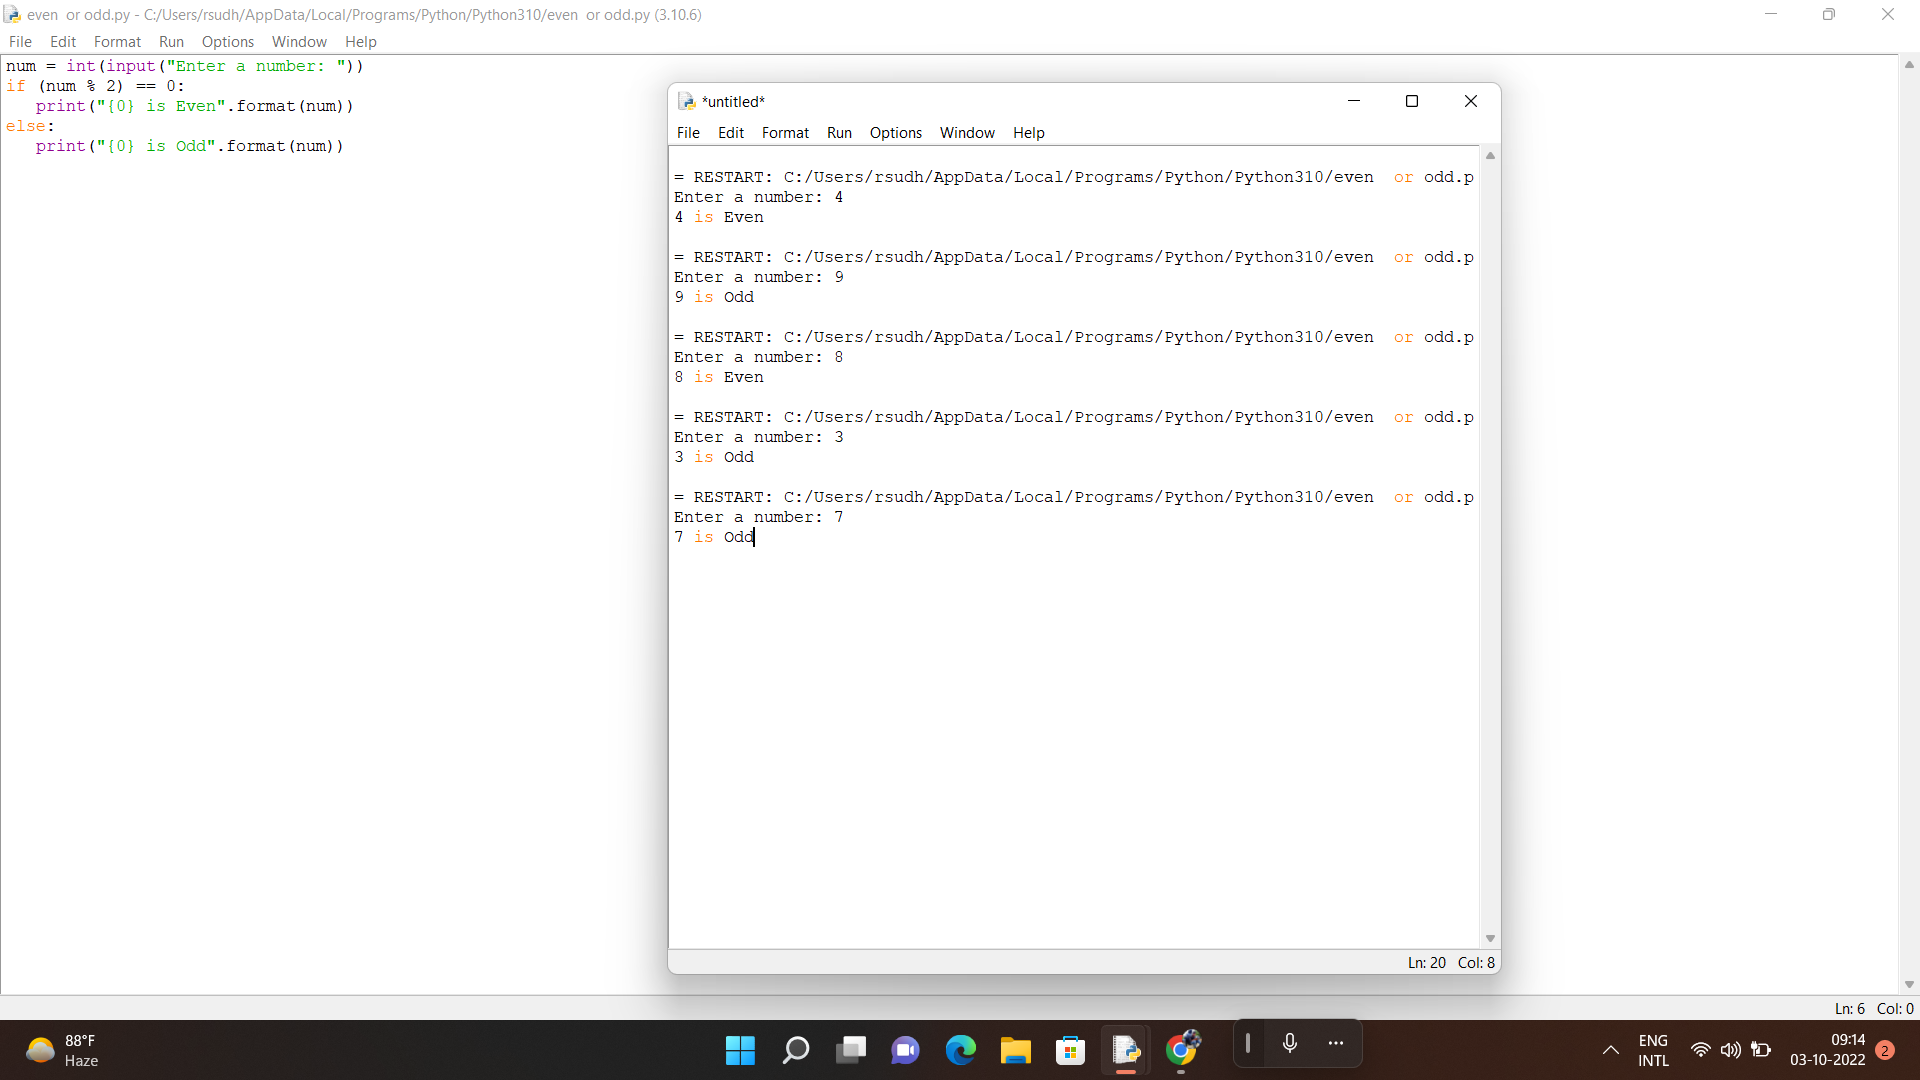 even  or odd.py - C:/Users/rsudh/AppData/Local/Programs/Python/Python310/even  or odd.py (3.10.6)
File Edit Format Run Options Window Help
num = int(input("Enter a number: "))
if (num % 2) == 0:
   print("{0} is Even".format(num))
else:
   print("{0} is Odd".format(num))
*untitled*
File Edit Format Run Options Window Help
= RESTART: C:/Users/rsudh/AppData/Local/Programs/Python/Python310/even  or odd.p
Enter a number: 4
4 is Even
= RESTART: C:/Users/rsudh/AppData/Local/Programs/Python/Python310/even  or odd.p
Enter a number: 9
9 is Odd
= RESTART: C:/Users/rsudh/AppData/Local/Programs/Python/Python310/even  or odd.p
Enter a number: 8
8 is Even
= RESTART: C:/Users/rsudh/AppData/Local/Programs/Python/Python310/even  or odd.p
Enter a number: 3
3 is Odd
= RESTART: C:/Users/rsudh/AppData/Local/Programs/Python/Python310/even  or odd.p
Enter a number: 7
7 is Odd
Ln: 20 Col: 8
Ln: 6 Col: 0
88°F
Haze
ENG
INTL
09:14
03-10-2022
2